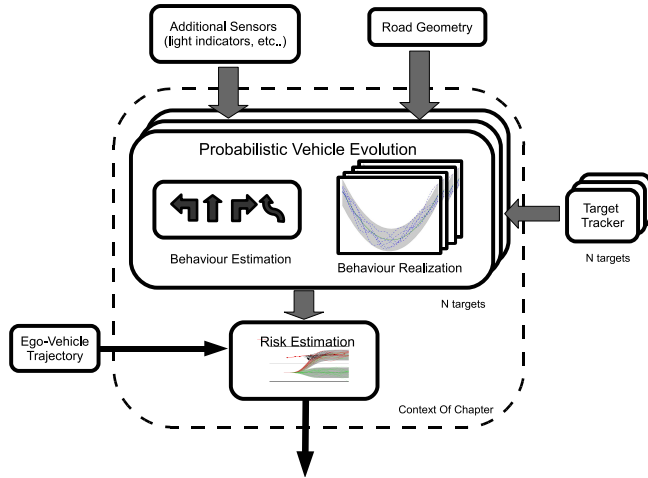 Additional Sensors
(light indicators, etc..)
Road Geometry
Probabilistic Vehicle Evolution
Behaviour Estimation
Behaviour Realization
Target
Tracker
N targets
N targets
Ego-Vehicle
Trajectory
Risk Estimation
Context Of Chapter